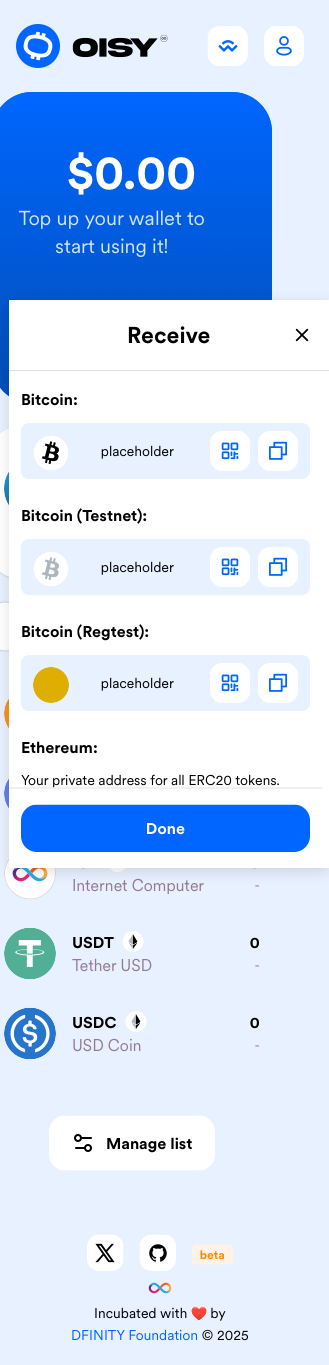 OISY
$0.00
Top up your wallet to
start using it!
Receive
Bitcoin:
placeholder
Bitcoin (Testnet):
placeholder
Bitcoin (Regtest):
placeholder
Ethereum:
Your private address for all ERC20 tokens.
Done
Internet Computer
-
USDT
0
Tether USD
-
USDC
0
USD Coin
-
Manage list
beta
Incubated with ❤️ by
DFINITY Foundation © 2025